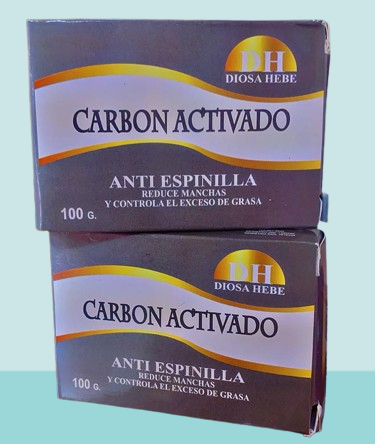 DH
DIOSA HEBE
CARBON ACTIVADO
ANTI ESPINILLA
REDUCE MANCHAS
Y CONTROLA EL EXCESO DE GRASA
100 G.
DH
DIOSA HEBE
CARBON ACTIVADO
ANTI ESPINILLA
REDUCE MANCHAS
Y CONTROLA EL EXCESO DE GRASA
100 G.